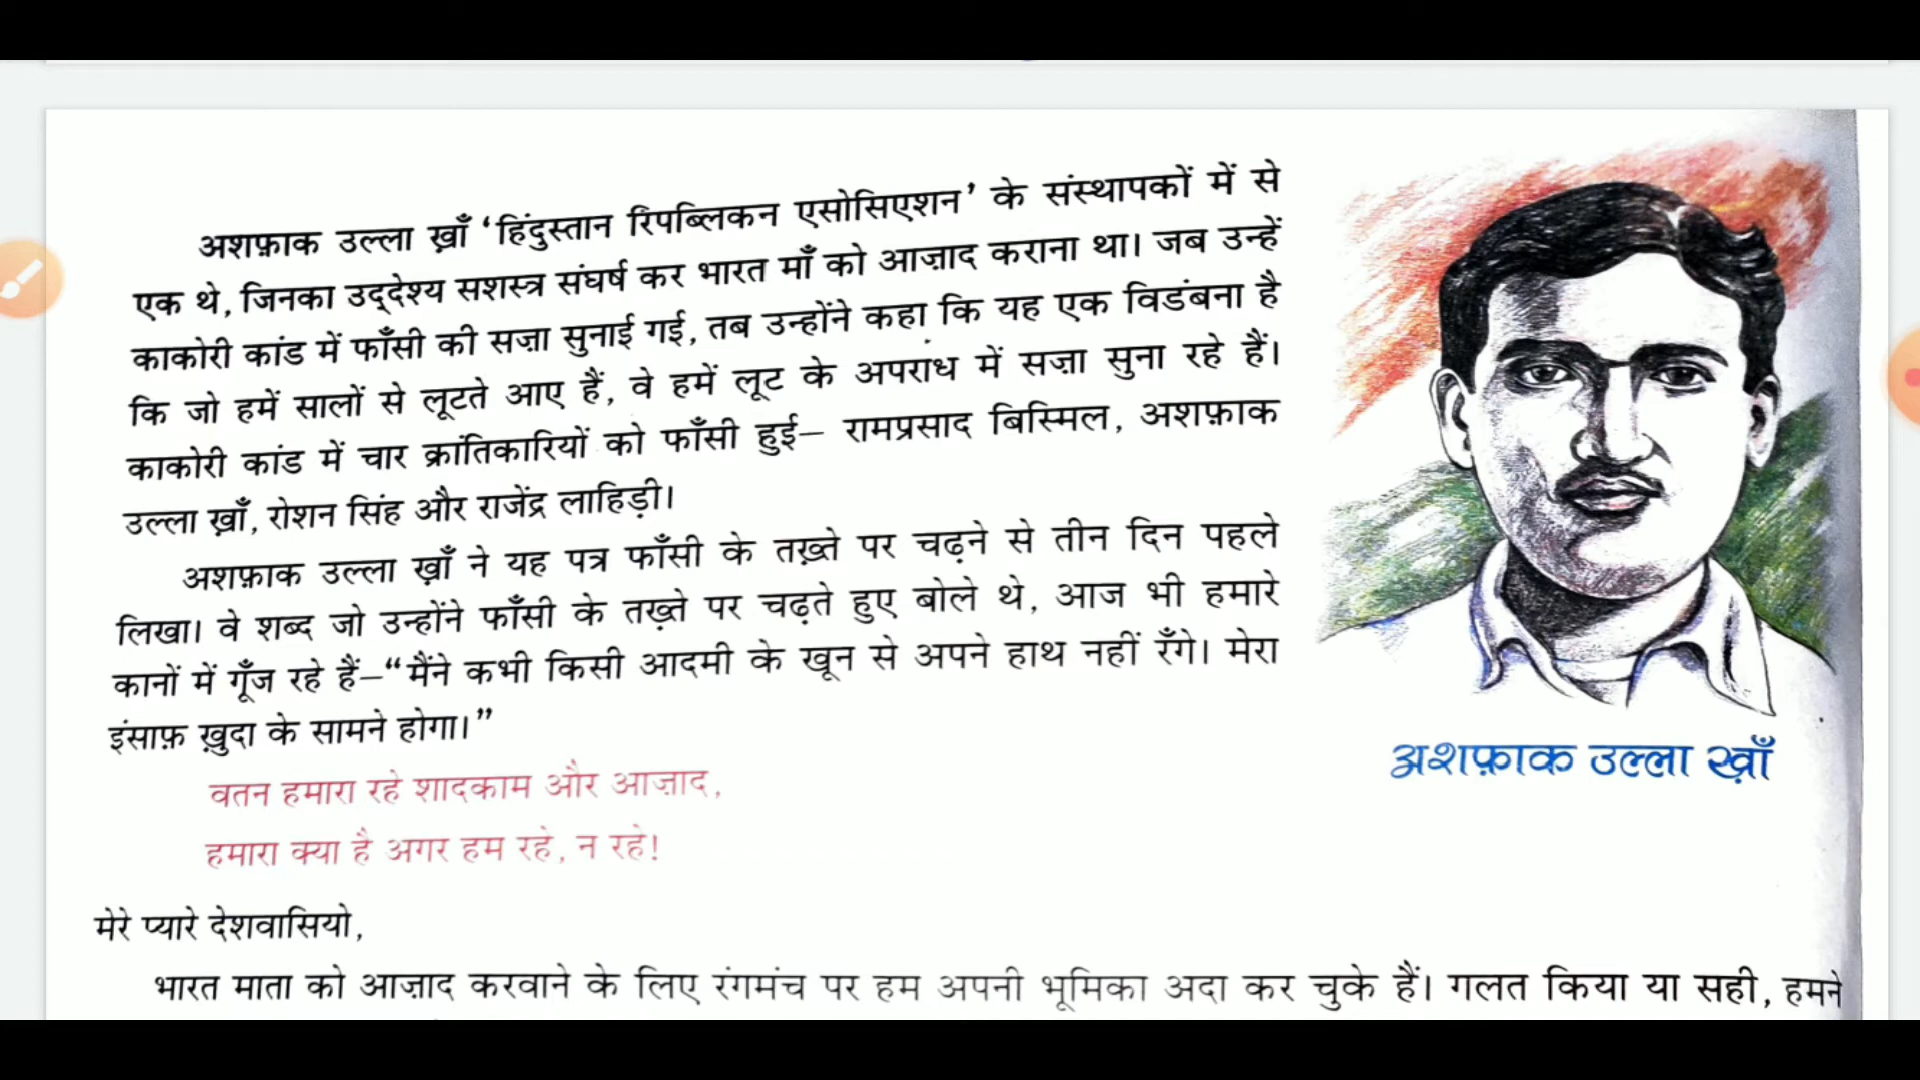 अशफ़ाक उल्ला ख़ाँ ‘हिंदुस्तान रिपब्लिकन एसोसिएशन’ के संस्थापकों में से
एक थे, जिनका उद्‌देश्य सशस्त्र संघर्ष कर भारत माँ को आज़ाद कराना था। जब उन्हें
काकोरी कांड में फाँसी की सज़ा सुनाई गई, तब उन्होंने कहा कि यह एक विडंबना है
कि जो हमें सालों से लूटते आए हैं, वे हमें लूट के अपराध में सज़ा सुना रहे हैं।
काकोरी कांड में चार क्रांतिकारियों को फाँसी हुई– रामप्रसाद बिस्मिल, अशफ़ाक
उल्ला ख़ाँ, रोशन सिंह और राजेंद्र लाहिड़ी।
अशफ़ाक उल्ला ख़ाँ ने यह पत्र फाँसी के तख़्ते पर चढ़ने से तीन दिन पहले
लिखा। वे शब्द जो उन्होंने फाँसी के तख़्ते पर चढ़ते हुए बोले थे, आज भी हमारे
कानों में गूँज रहे हैं–“मैंने कभी किसी आदमी के खून से अपने हाथ नहीं रँगे। मेरा
इंसाफ़ ख़ुदा के सामने होगा।”
वतन हमारा रहे शादकाम और आज़ाद,
हमारा क्या है अगर हम रहे, न रहे!
अशफ़ाक उल्ला ख़ाँ
मेरे प्यारे देशवासियो,
भारत माता को आज़ाद करवाने के लिए रंगमंच पर हम अपनी भूमिका अदा कर चुके हैं। गलत किया या सही, हमने